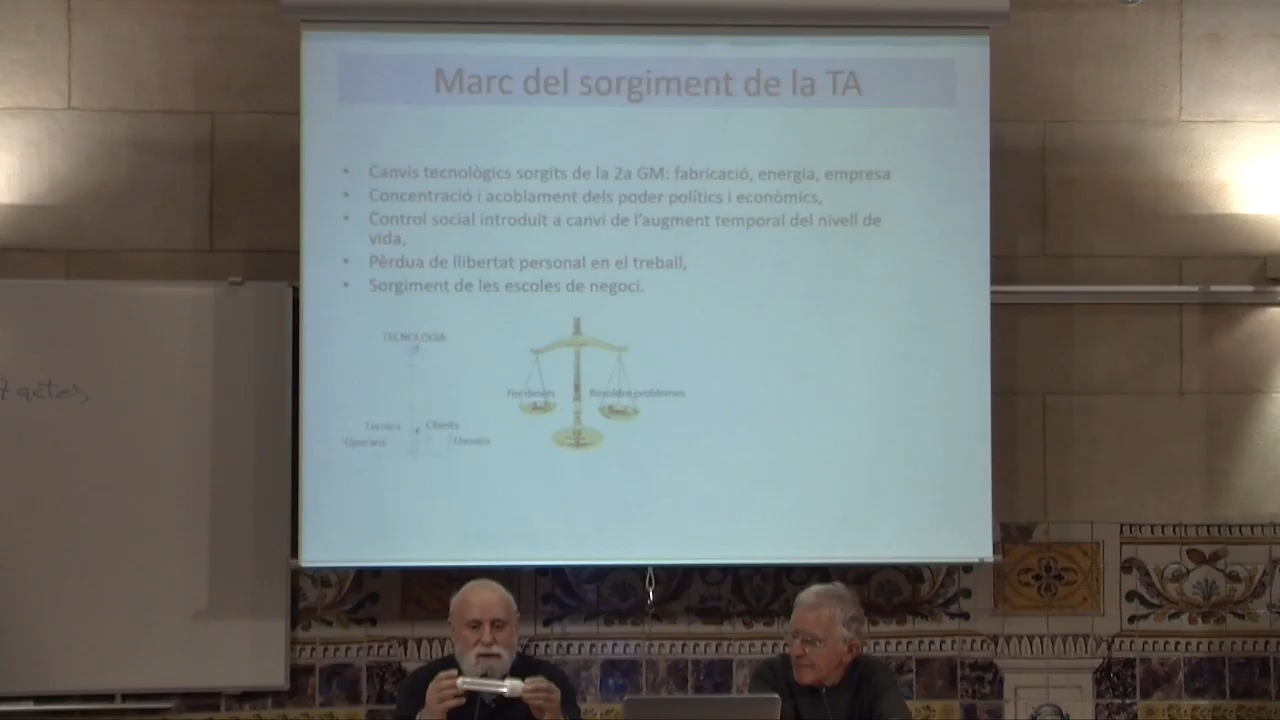 Marc del sorgiment de la TA
• Canvis tecnològics sorgits de la 2a GM: fabricació, energia, empresa
• Concentració i acoblament dels poder polítics i econòmics,
• Control social introduït a canvi de l'augment temporal del nivell de
vida,
• Pèrdua de llibertat personal en el treball,
• Sorgiment de les escoles de negoci.
TECNOLOGIA
Resoldre problemes
Tècnics
Clients
Operaris
Usuaris